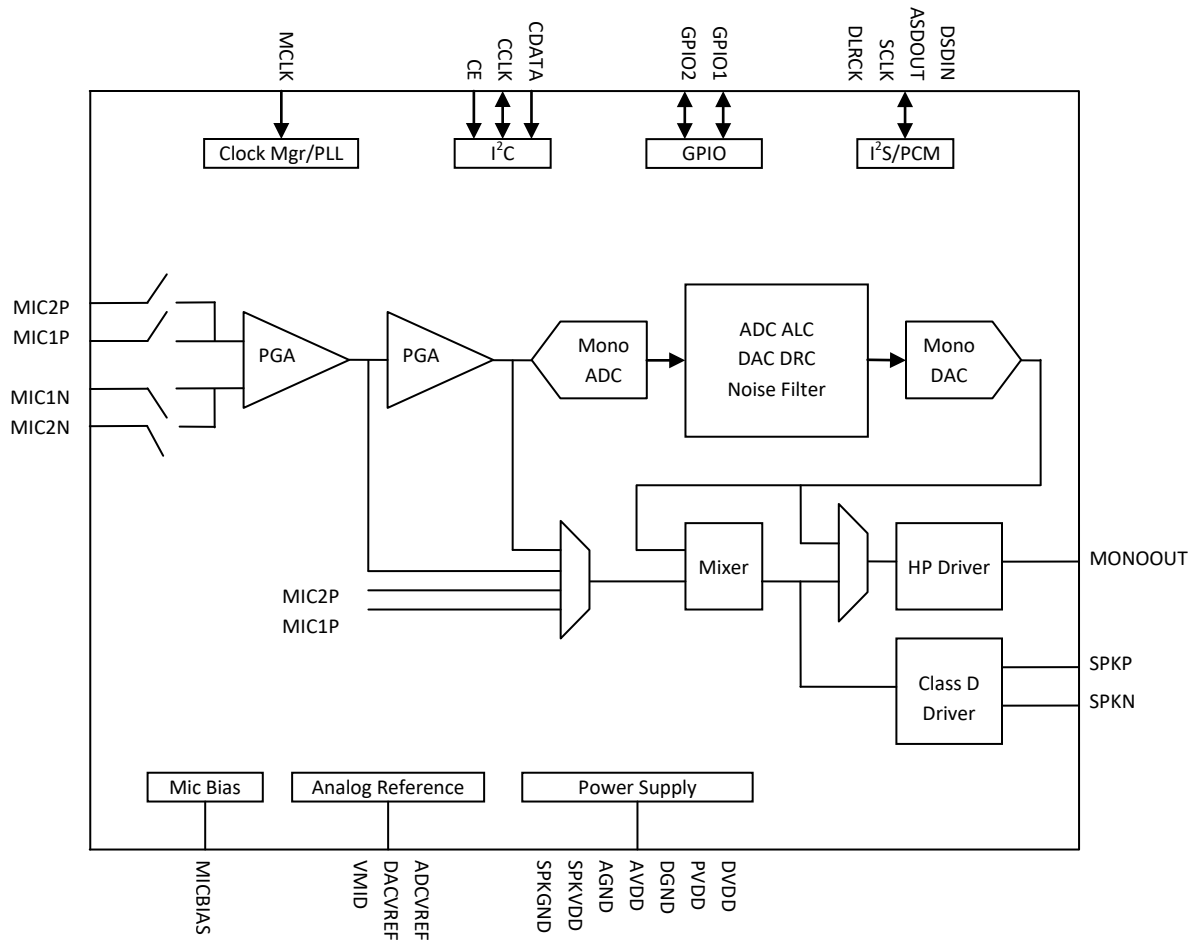 MCLK
CE
CCLK
CDATA
GPIO2
GPIO1
DLRCK
SCLK
ASDOUT
DSDIN
Clock Mgr/PLL
I²C
GPIO
I²S/PCM
MIC2P
MIC1P
MIC1N
MIC2N
PGA
PGA
Mono
ADC
ADC ALC
DAC DRC
Noise Filter
Mono
DAC
MIC2P
MIC1P
Mixer
HP Driver
MONOOUT
Class D
Driver
SPKP
SPKN
Mic Bias
Analog Reference
Power Supply
MICBIAS
VMID
DACVREF
ADCVREF
SPKGND
SPKVDD
AGND
AVDD
DGND
PVDD
DVDD